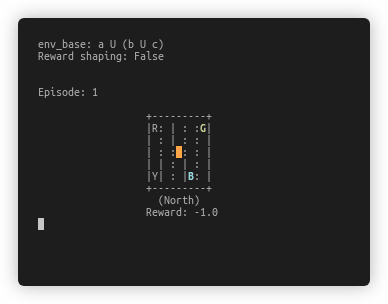 env_base: a U (b U c)
Reward shaping: False
Episode: 1
+---------+
|R: | : :G|
| : | : : |
| : : : : |
| | : | : |
|Y| : |B: |
+---------+
(North)
Reward: -1.0